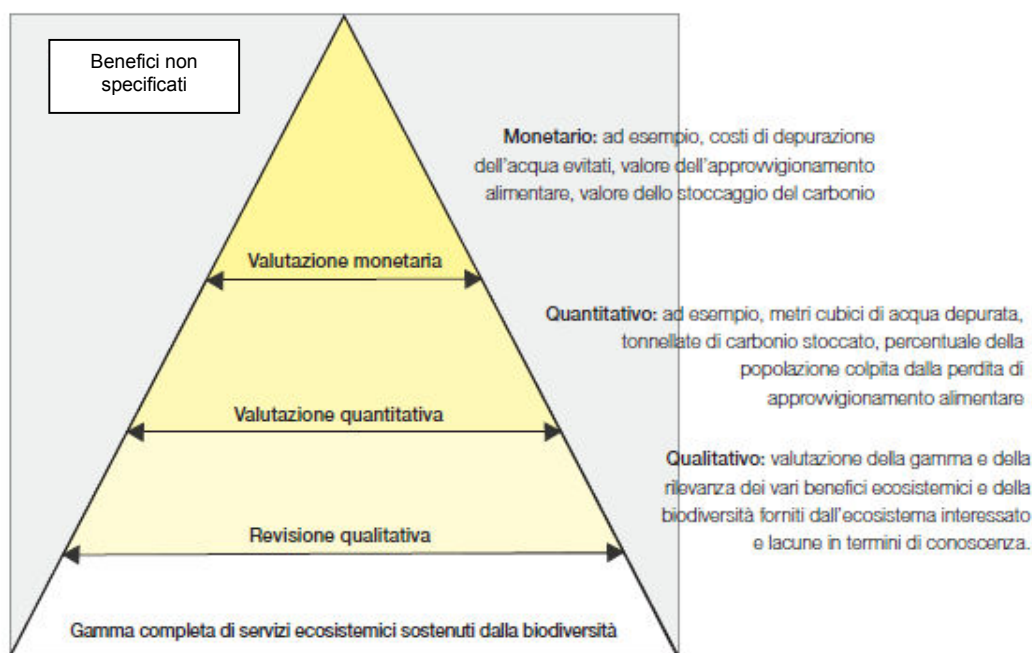 Benefici non
specificati
Monetario: ad esempio, costi di depurazione
dell'acqua evitati, valore dell'approvvigionamento
alimentare, valore dello stoccaggio del carbonio
Valutazione monetaria
Quantitativo: ad esempio, metri cubici di acqua depurata,
tonnellate di carbonio stoccato, percentuale della
popolazione colpita dalla perdita di
approvvigionamento alimentare
Valutazione quantitativa
Qualitativo: valutazione della gamma e della
rilevanza dei vari benefici ecosistemici e della
biodiversità forniti dall'ecosistema interessato
e lacune in termini di conoscenza.
Revisione qualitativa
Gamma completa di servizi ecosistemici sostenuti dalla biodiversità